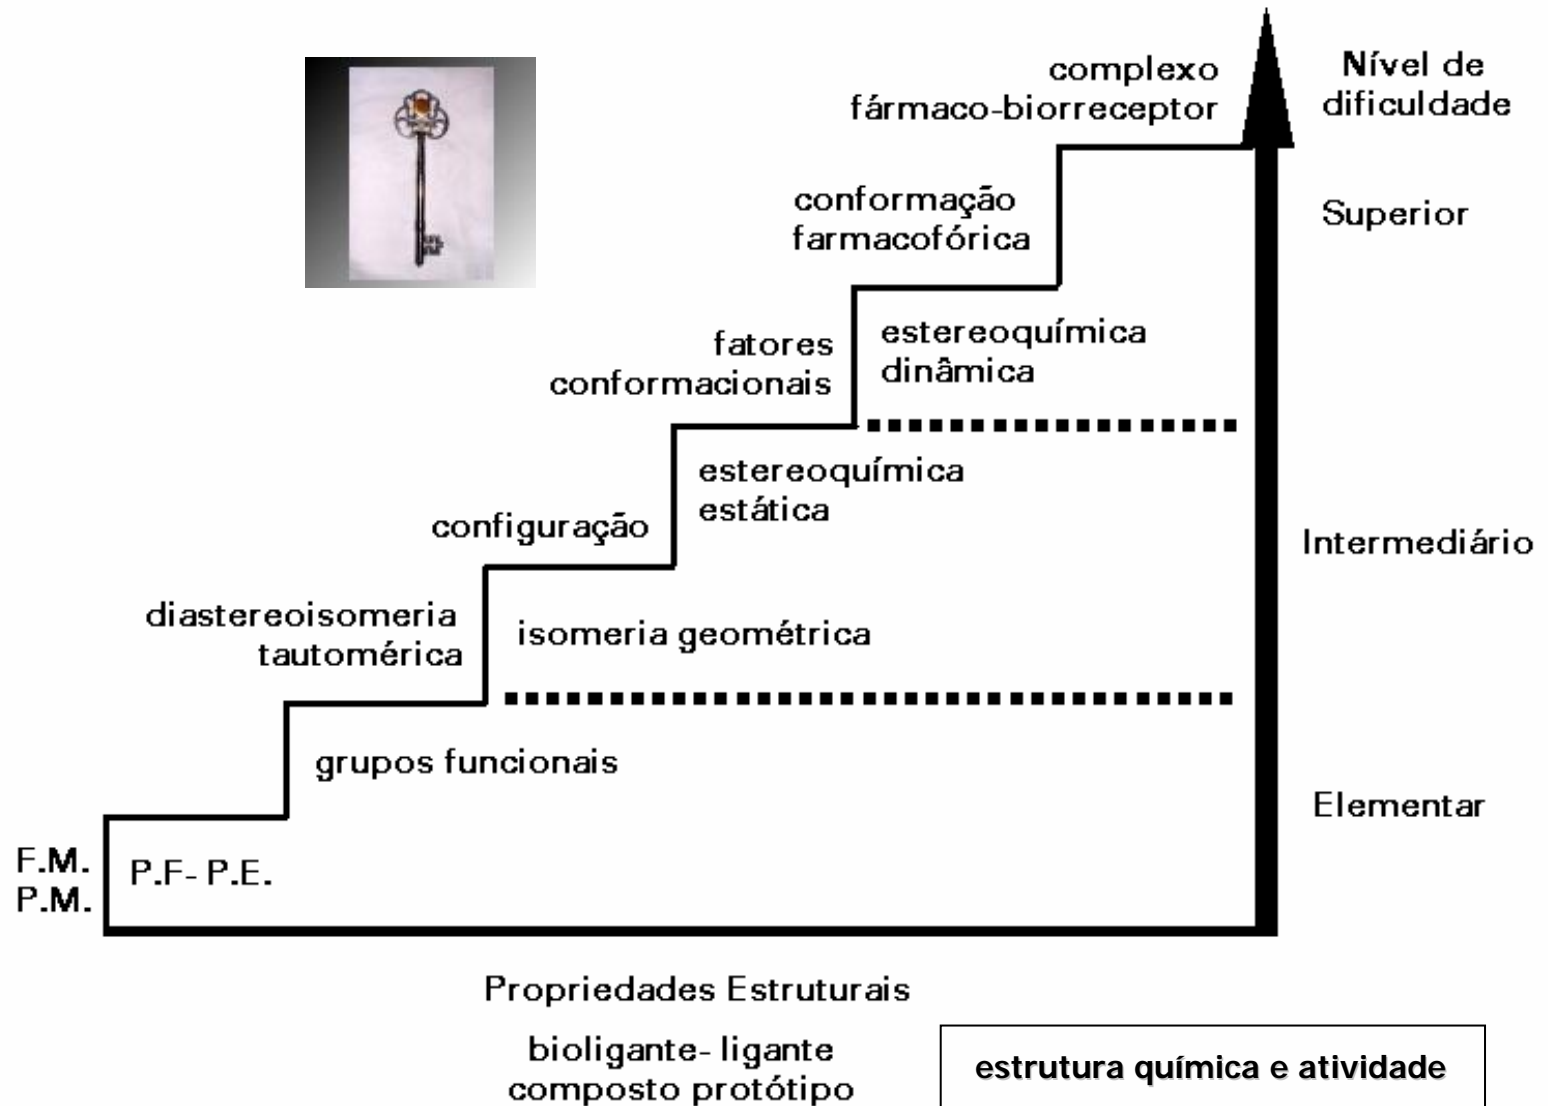 complexo
fármaco-biorreceptor
Nível de
dificuldade
conformação
farmacofórica
Superior
fatores
conformacionais
estereoquímica
dinâmica
estereoquímica
estática
configuração
Intermediário
diastereoisomeria
tautomérica
isomeria geométrica
grupos funcionais
Elementar
F.M.
P.M.
P.F- P.E.
Propriedades Estruturais
bioligante- ligante
composto protótipo
estrutura química e atividade